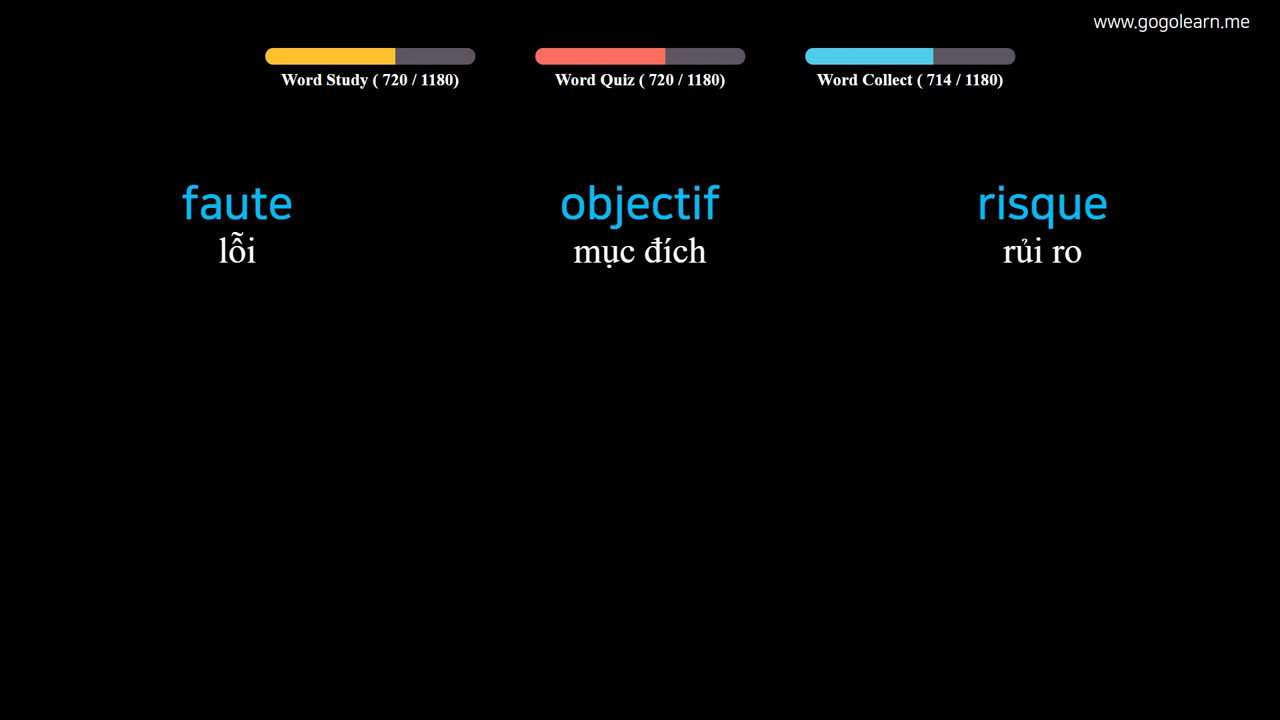 www.gogolearn.me
Word Study ( 720 / 1180)
Word Quiz ( 720 / 1180)
Word Collect ( 714 / 1180)
faute
lỗi
objectif
mục đích
risque
rủi ro